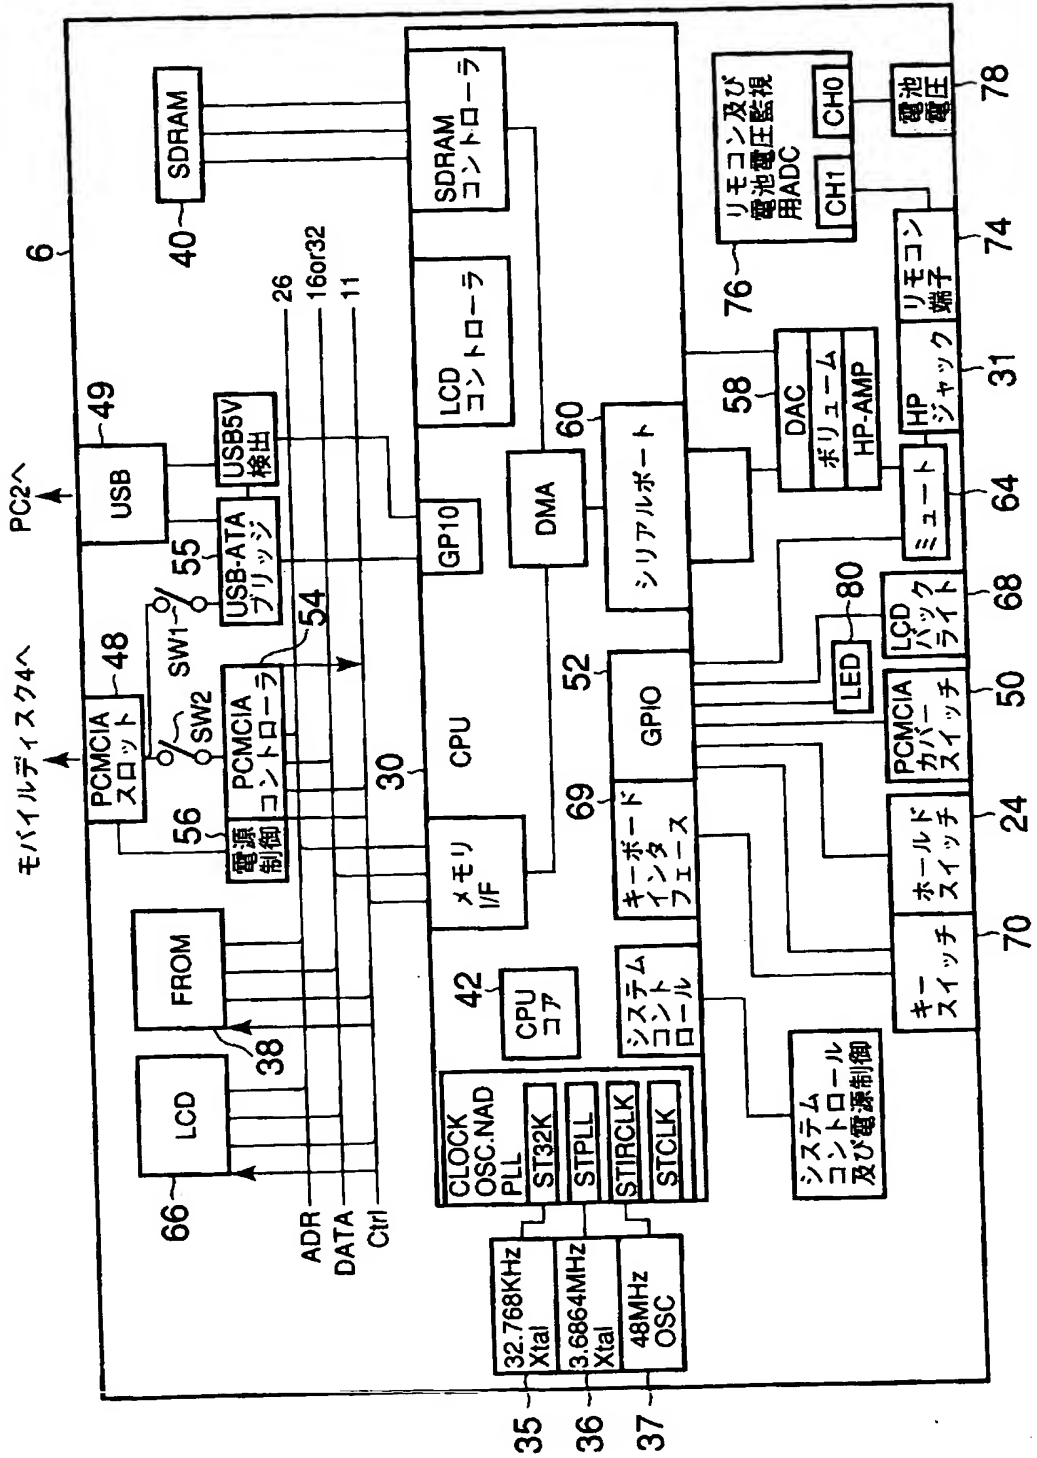 モバイルディスク4へ
PC2へ
6
66
LCD
38
FROM
56
電源
制御
PCMCIA
コントローラ
54
PCMCIA
スロット
48
SW2
SW1
55
USB-ATA
ブリッジ
USB
49
USB5V
検出
40
SDRAM
ADR
DATA
Ctrl
26
16or32
11
30
CPU
メモリ
I/F
GP10
LCD
コントローラ
SDRAM
コントローラ
42
CPU
コア
DMA
CLOCK
OSC.NAD
PLL
ST32K
STPLL
STIRCLK
STCLK
システム
コント
ロール
69
キーボード
インタ
フェース
52
GPIO
60
シリアルポート
35
32.768KHz
Xtal
36
3.6864MHz
Xtal
37
48MHz
OSC
システム
コントロール
及び電源制御
58
DAC
ボリューム
HP-AMP
76
リモコン及び
電池電圧監視
用ADC
CH1
CH0
キー
スイッチ
70
ホールド
スイッチ
24
PCMCIA
カバー
スイッチ
50
LED
80
LCD
バック
ライト
68
ミュート
64
HP
ジャック
31
リモコン
端子
74
電池
電圧
78